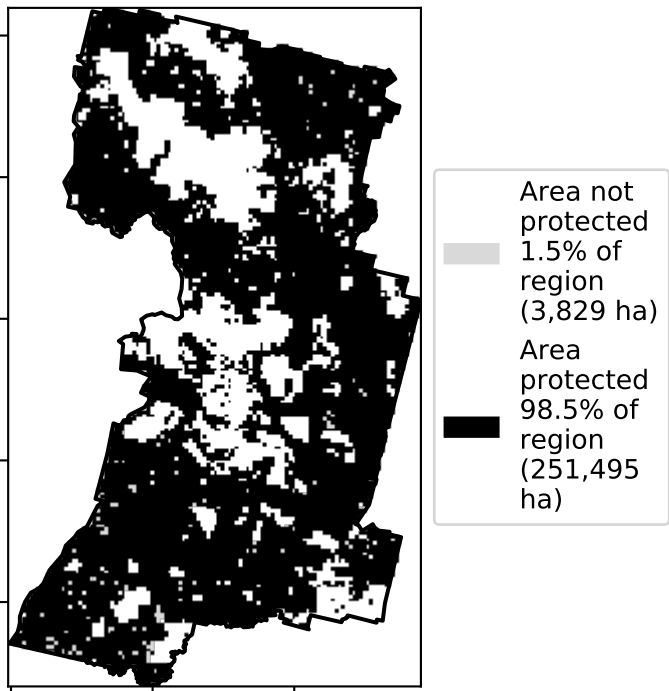 Area not
protected
1.5% of
region
(3,829 ha)
Area
protected
98.5% of
region
(251,495
ha)